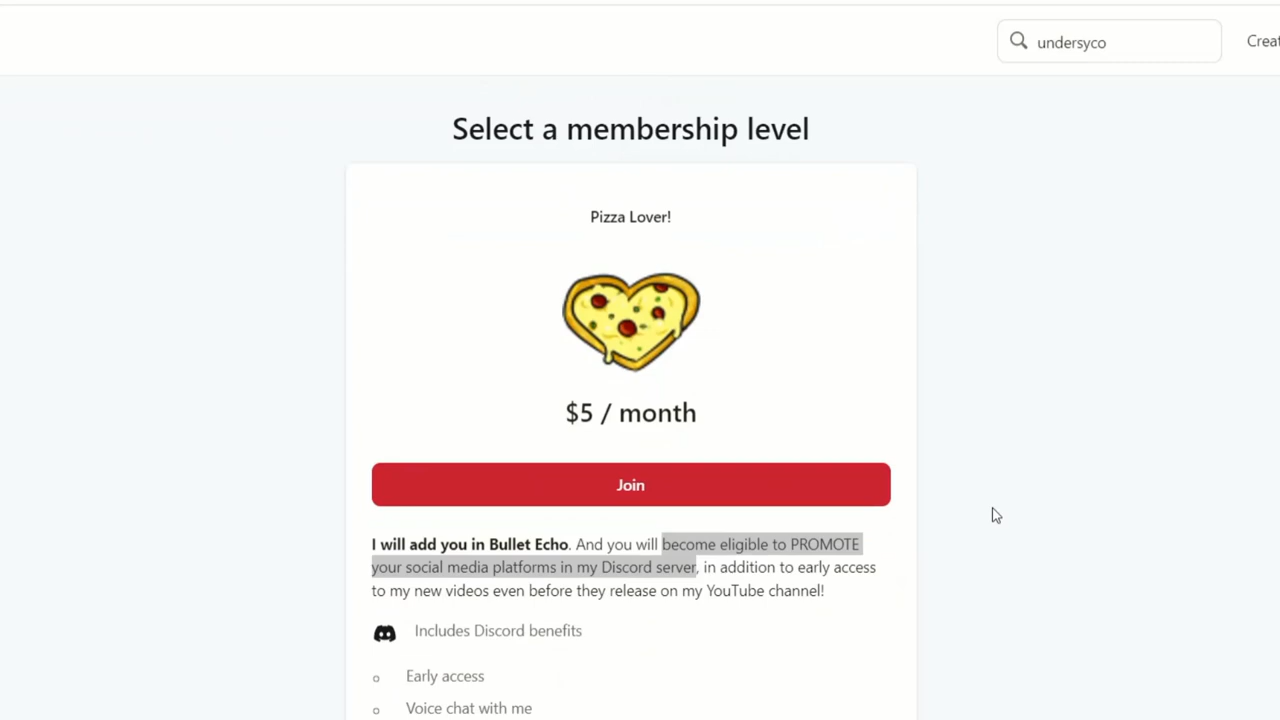 undersyco
Creat
Select a membership level
Pizza Lover!
$5 / month
Join
I will add you in Bullet Echo. And you will become eligible to PROMOTE
your social media platforms in my Discord server, in addition to early access
to my new videos even before they release on my YouTube channel!
Includes Discord benefits
Early access
Voice chat with me